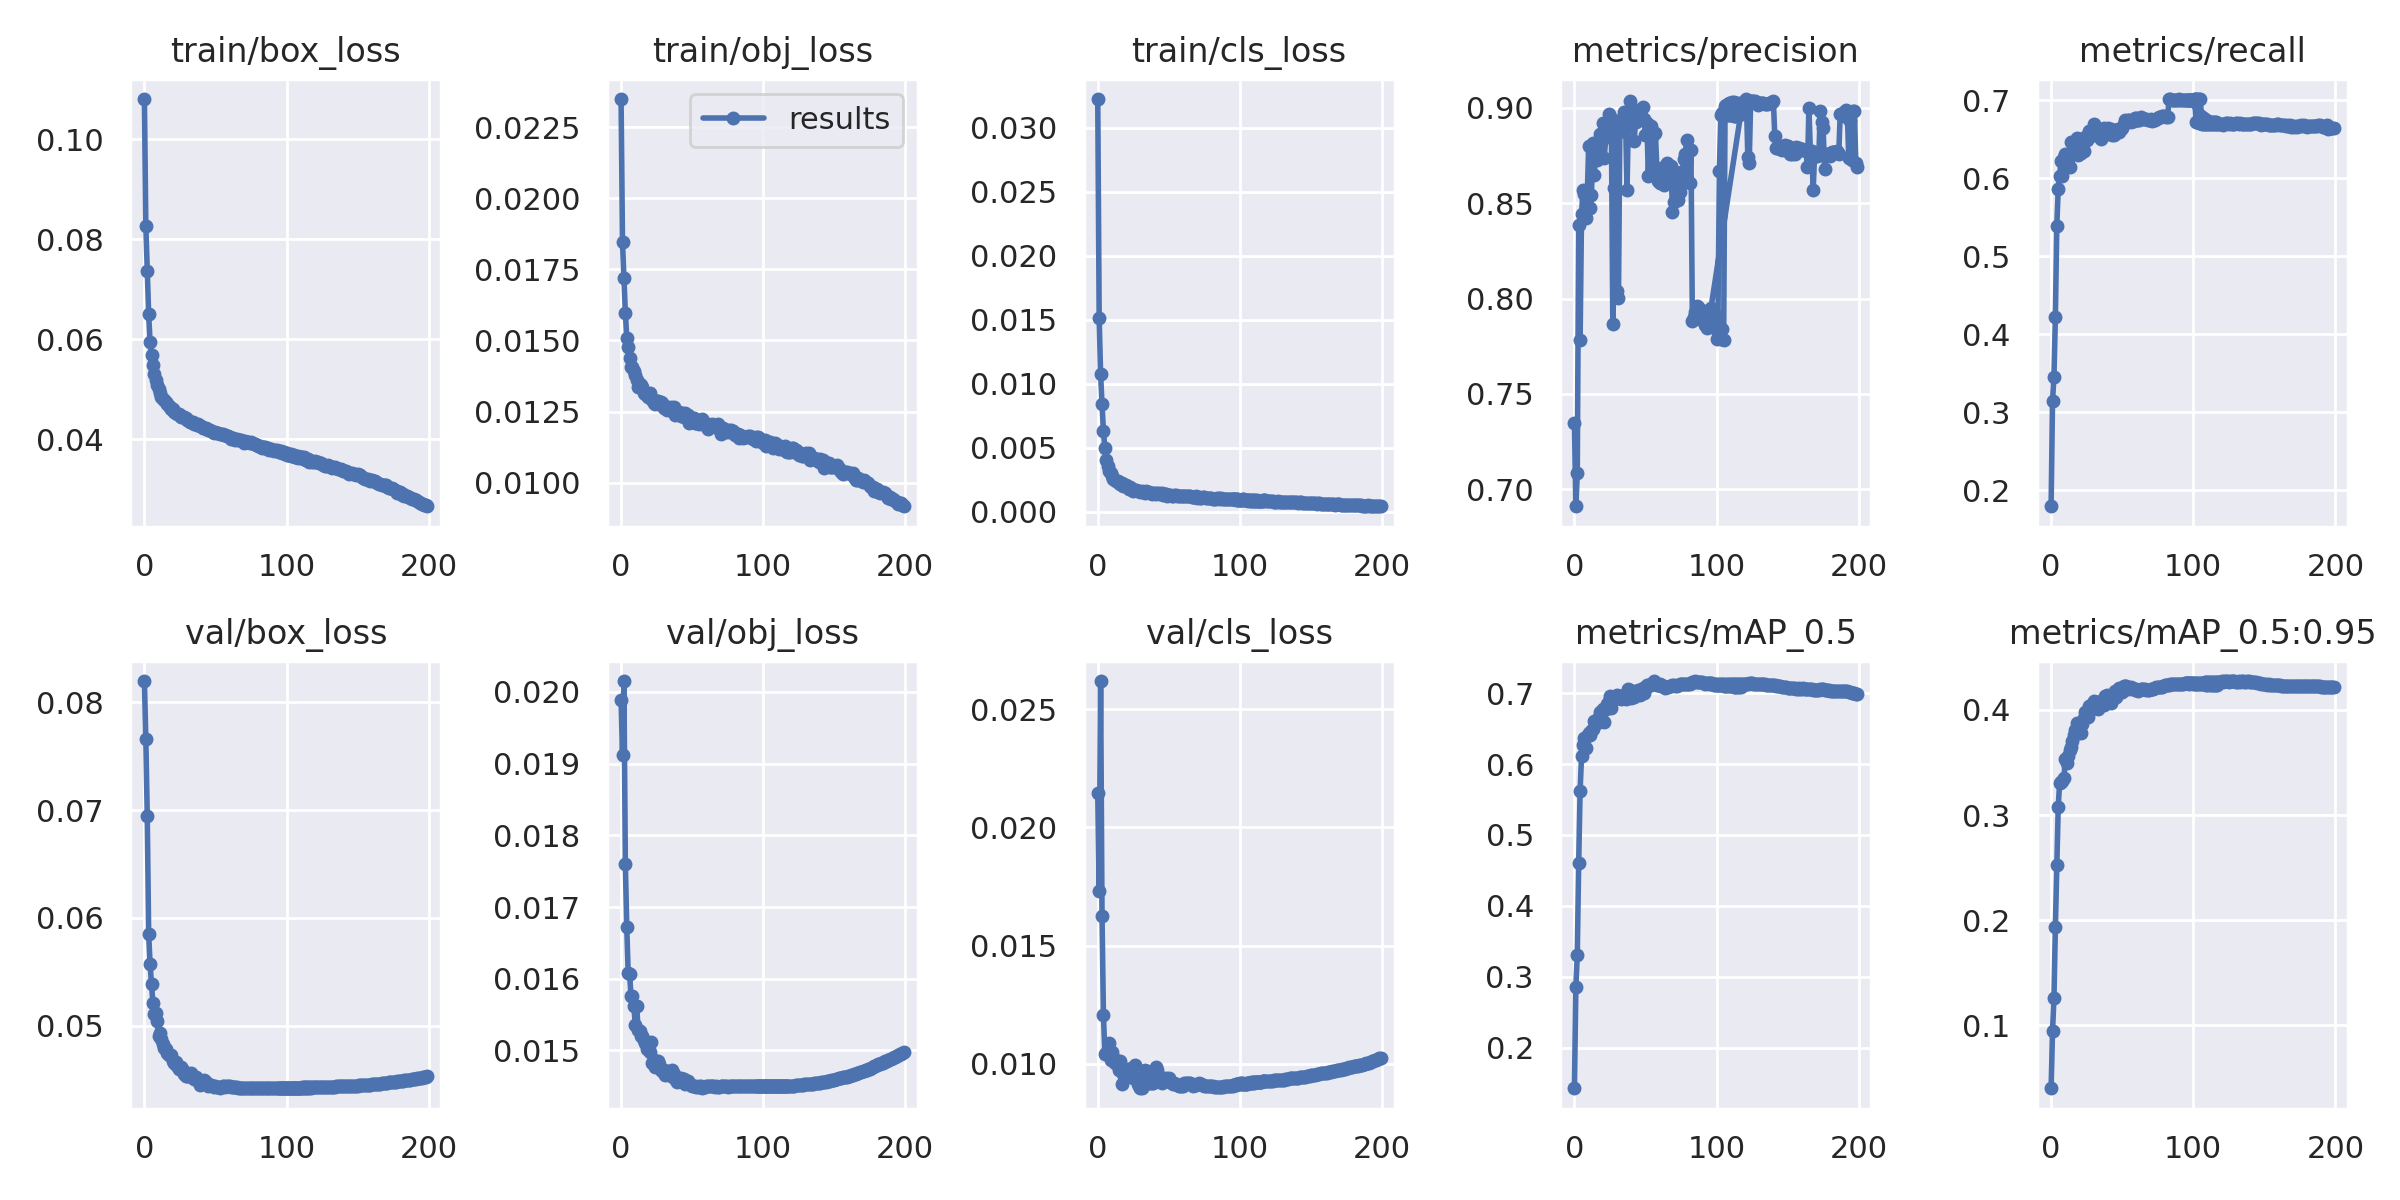 train/box_loss
0.10
0.08
0.06
0.04
0 100 200
train/obj_loss
results
0.0225
0.0200
0.0175
0.0150
0.0125
0.0100
0 100 200
train/cls_loss
0.030
0.025
0.020
0.015
0.010
0.005
0.000
0 100 200
metrics/precision
0.90
0.85
0.80
0.75
0.70
0 100 200
metrics/recall
0.7
0.6
0.5
0.4
0.3
0.2
0 100 200
val/box_loss
0.08
0.07
0.06
0.05
0 100 200
val/obj_loss
0.020
0.019
0.018
0.017
0.016
0.015
0 100 200
val/cls_loss
0.025
0.020
0.015
0.010
0 100 200
metrics/mAP_0.5
0.7
0.6
0.5
0.4
0.3
0.2
0 100 200
metrics/mAP_0.5:0.95
0.4
0.3
0.2
0.1
0 100 200